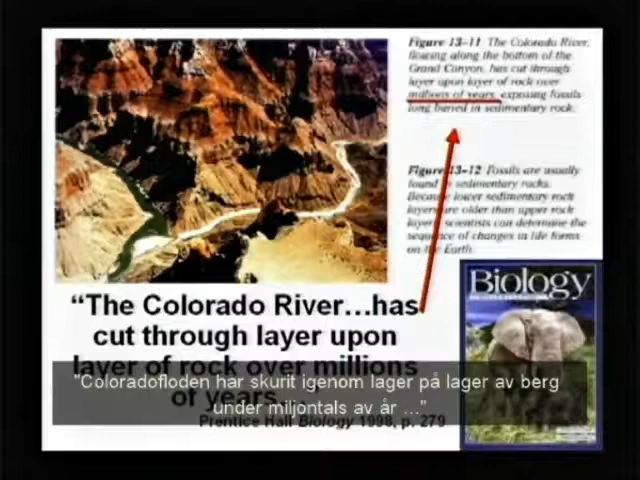 Figure 13–11 The Colorado River,
flowing along the bottom of the
Grand Canyon, has cut through
layer upon layer of rock over
millions of years, exposing fossils
long buried in sedimentary rock.
Figure 13–12 Fossils are usually
found in sedimentary rocks.
Because lower sedimentary rock
layers are older than upper rock
layers, scientists can determine the
sequence of changes in life forms
on the Earth.
Biology
“The Colorado River...has
cut through layer upon
layer of rock over millions
of years...
"Coloradofloden har skurit igenom lager på lager av berg
under miljontals av år ..."
Prentice Hall Biology 1998, p. 279